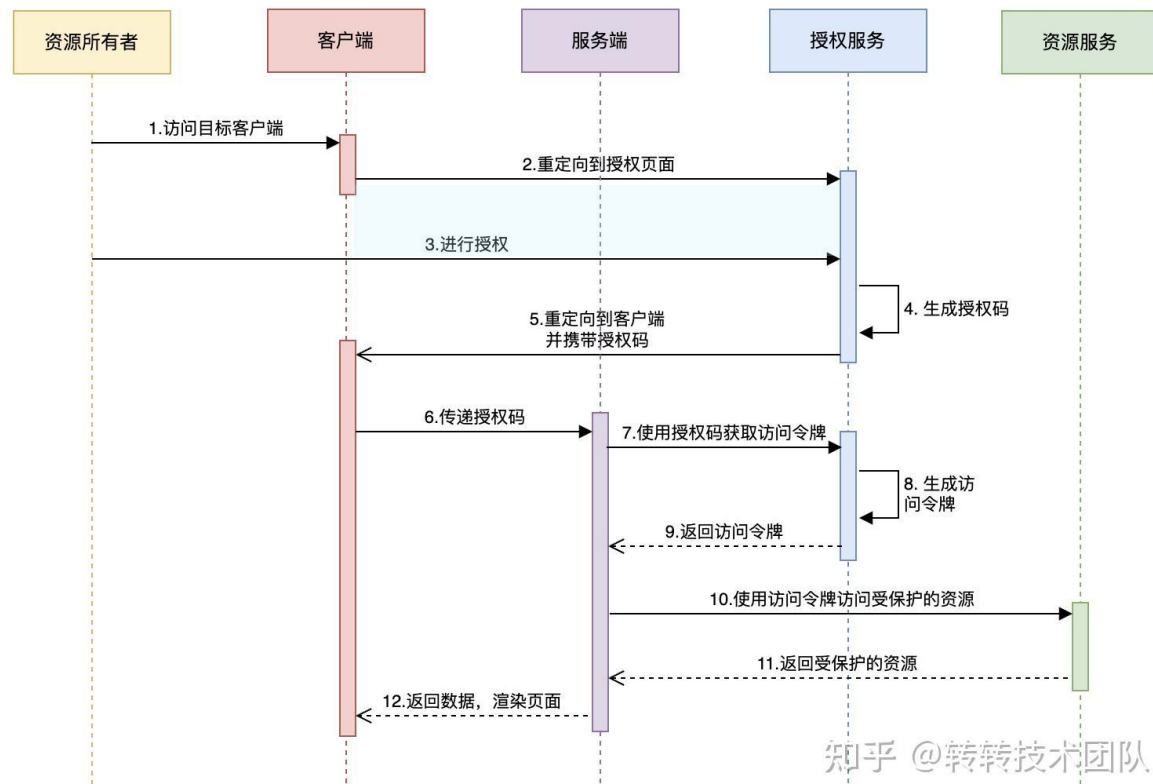 资源所有者
客户端
服务端
授权服务
资源服务
1.访问目标客户端
2.重定向到授权页面
3.进行授权
4. 生成授权码
5.重定向到客户端
并携带授权码
6.传递授权码
7.使用授权码获取访问令牌
8. 生成访
问令牌
9.返回访问令牌
10.使用访问令牌访问受保护的资源
11.返回受保护的资源
12.返回数据，渲染页面
知乎 @转转技术团队